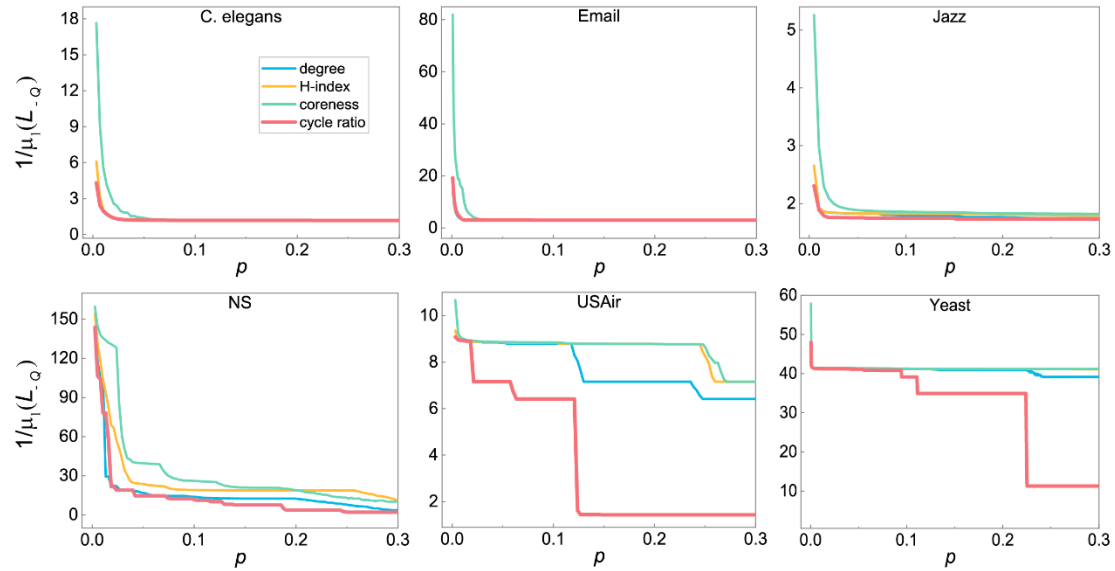 C. elegans
18
15
12
9
6
3
0
1/μ₁(L₋Q)
degree
H-index
coreness
cycle ratio
0.0 0.1 0.2 0.3
p
Email
80
60
40
20
0
0.0 0.1 0.2 0.3
p
Jazz
5
4
3
2
0.0 0.1 0.2 0.3
p
NS
150
120
90
60
30
0
1/μ₁(L₋Q)
0.0 0.1 0.2 0.3
p
USAir
10
8
6
4
2
0.0 0.1 0.2 0.3
p
Yeast
60
50
40
30
20
10
0.0 0.1 0.2 0.3
p